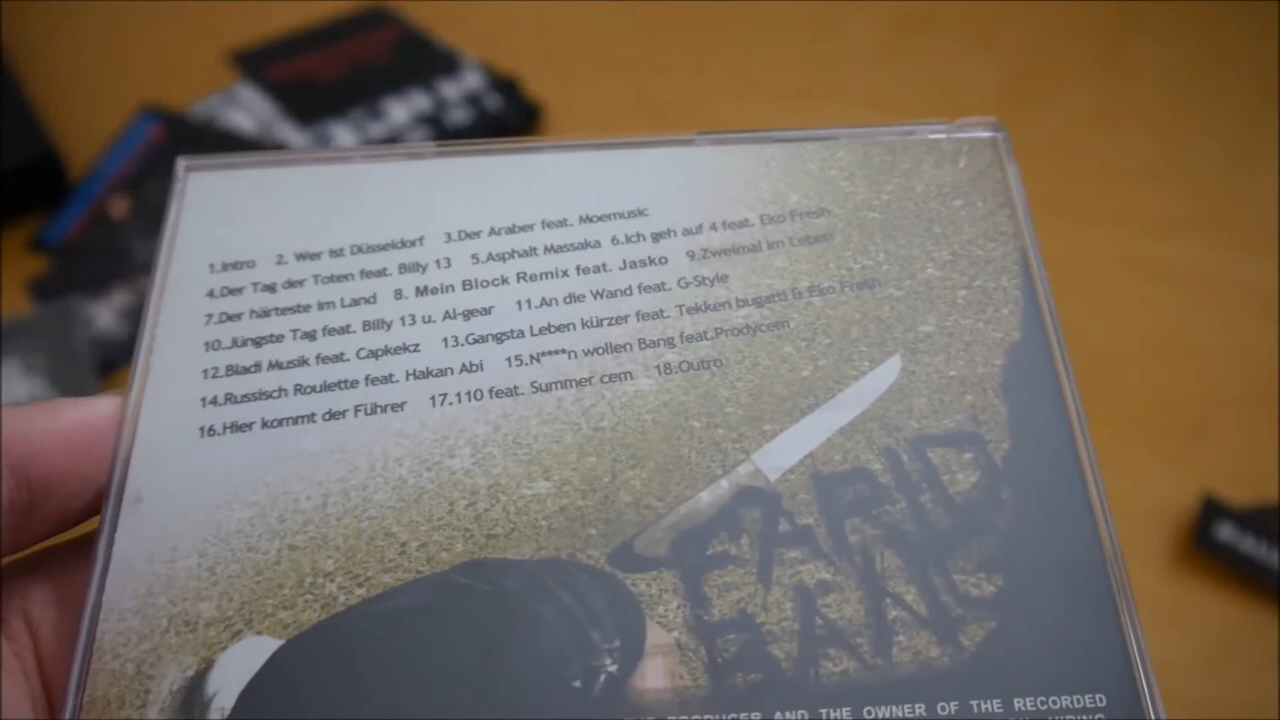 1.Intro 2. Wer ist Düsseldorf 3.Der Araber feat. Moemusic
4.Der Tag der Toten feat. Billy 13 5.Asphalt Massaka 6.Ich geh auf 4 feat. Eko Fresh
7.Der härteste im Land 8. Mein Block Remix feat. Jasko 9.Zweimal im Leben
10.Jüngste Tag feat. Billy 13 u. Al-gear 11.An die Wand feat. G-Style
12.Bladi Musik feat. Capkekz 13.Gangsta Leben kürzer feat. Tekken bugatti & Eko Fresh
14.Russisch Roulette feat. Hakan Abi 15.N****n wollen Bang feat.Prodycem
16.Hier kommt der Führer 17.110 feat. Summer cem 18.Outro
FARID
BANG
PRODUCER AND THE OWNER OF THE RECORDED